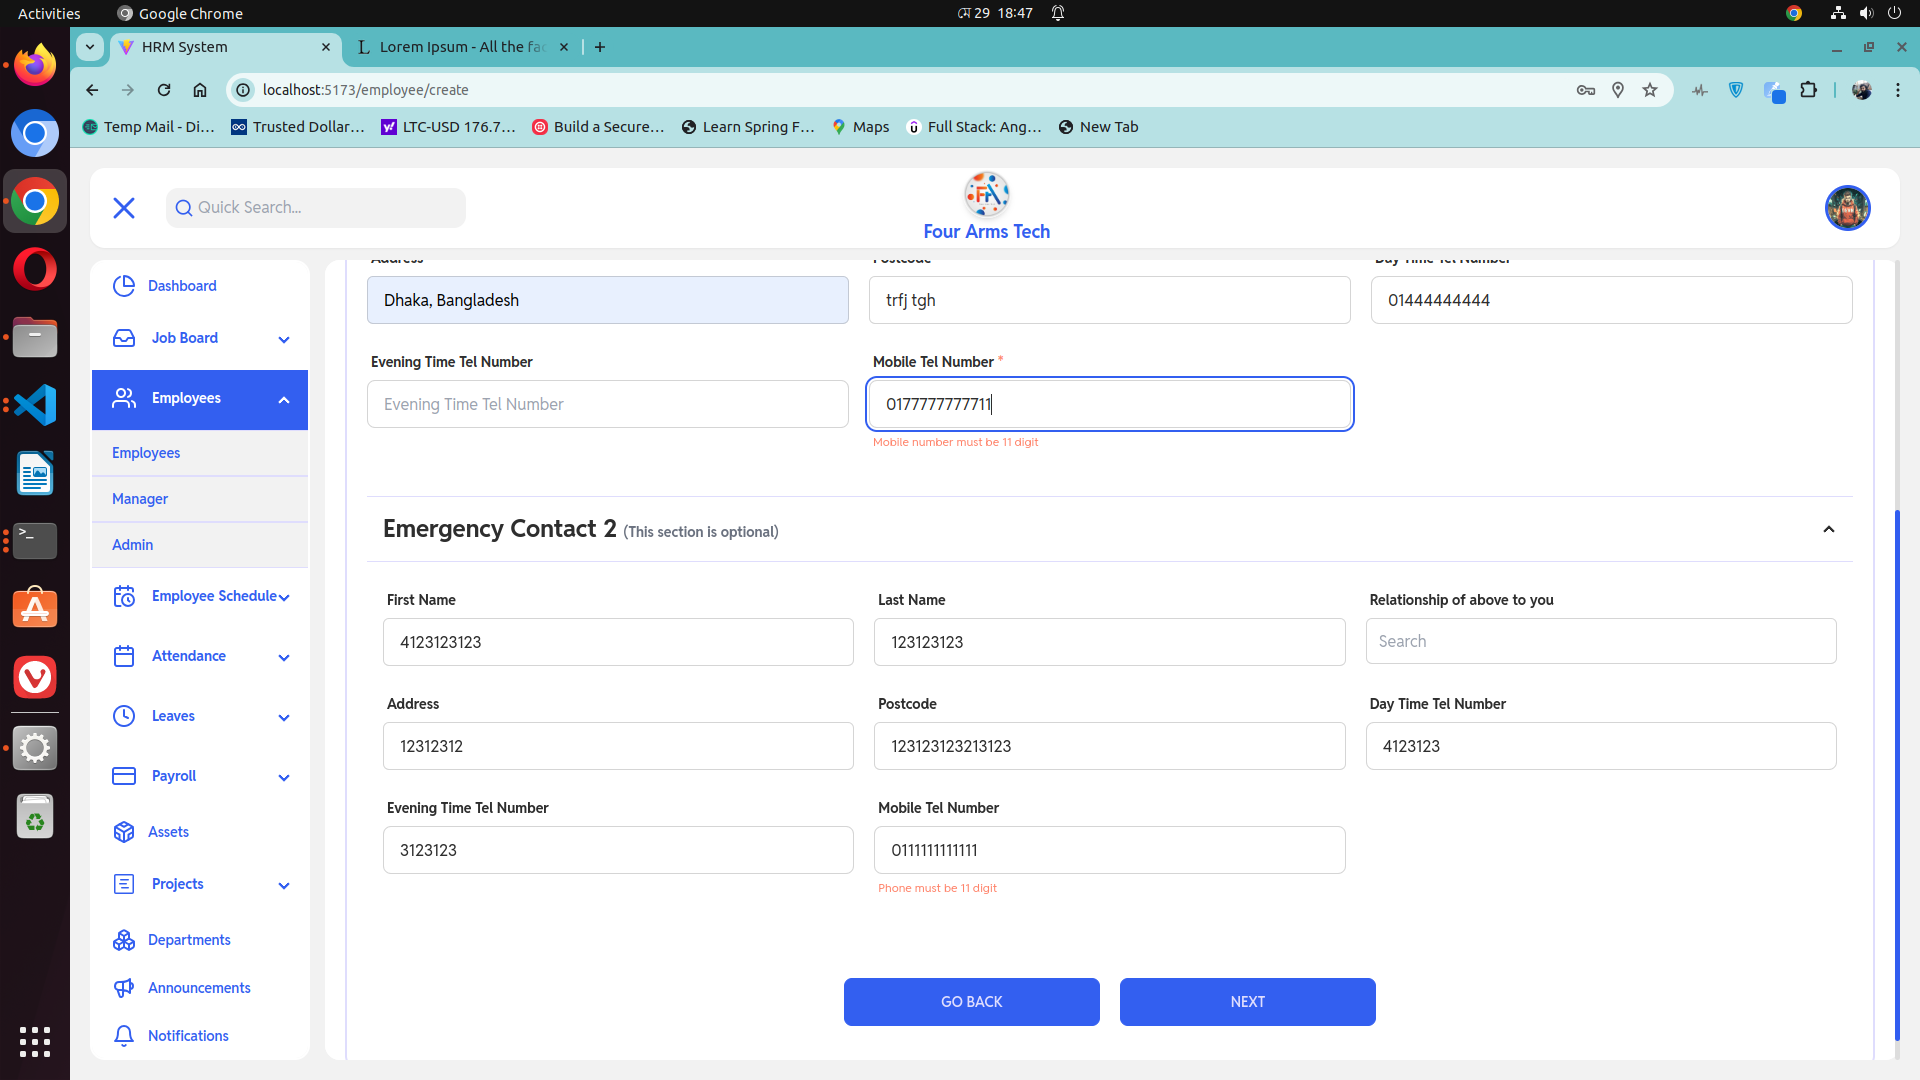 Activities
Google Chrome
মে 29 18:47
HRM System
Lorem Ipsum - All the fac
localhost:5173/employee/create
Temp Mail - Di...
Trusted Dollar...
LTC-USD 176.7...
Build a Secure...
Learn Spring F...
Maps
Full Stack: Ang...
New Tab
Quick Search...
Four Arms Tech
Dashboard
Job Board
Employees
Employees
Manager
Admin
Employee Schedule
Attendance
Leaves
Payroll
Assets
Projects
Departments
Announcements
Notifications
Address
Postcode
Day Time Tel Number
Dhaka, Bangladesh
trfj tgh
01444444444
Evening Time Tel Number
Mobile Tel Number *
Evening Time Tel Number
0177777777711
Mobile number must be 11 digit
Emergency Contact 2 (This section is optional)
First Name
Last Name
Relationship of above to you
4123123123
123123123
Search
Address
Postcode
Day Time Tel Number
12312312
123123123213123
4123123
Evening Time Tel Number
Mobile Tel Number
3123123
0111111111111
Phone must be 11 digit
GO BACK
NEXT